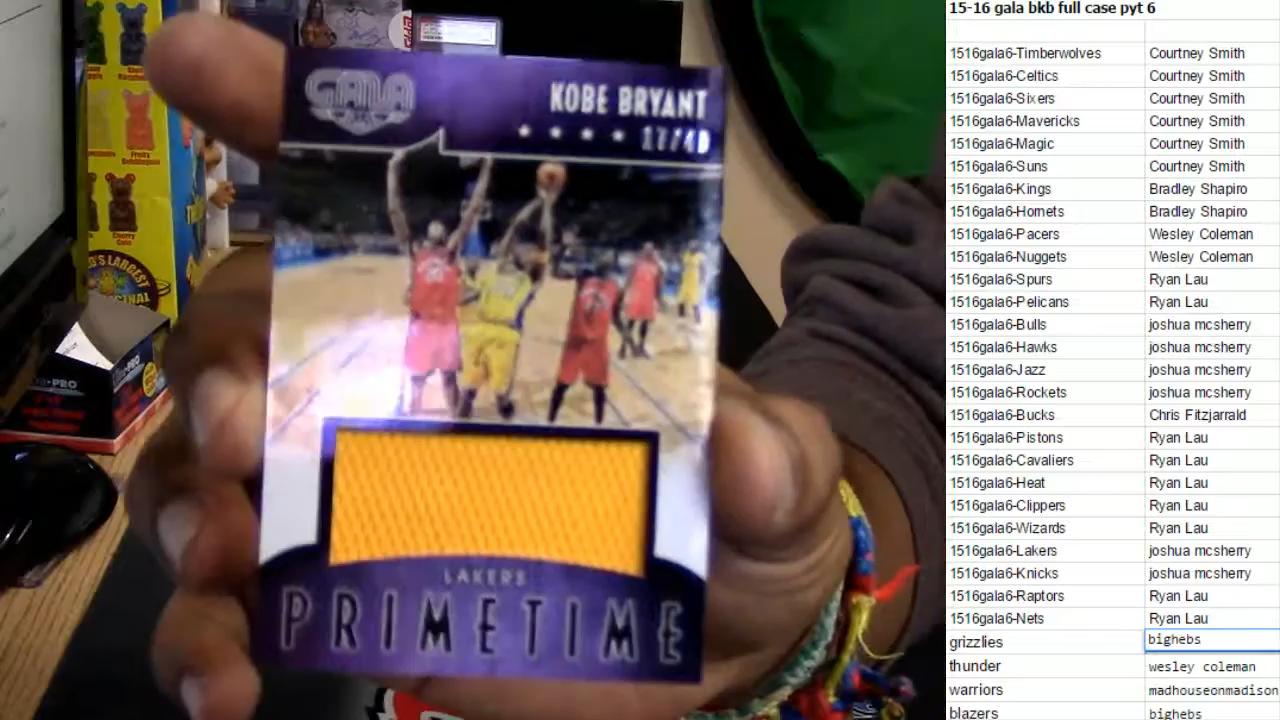 15-16 gala bkb full case pyt 6
1516gala6-Timberwolves Courtney Smith
1516gala6-Celtics Courtney Smith
1516gala6-Sixers Courtney Smith
1516gala6-Mavericks Courtney Smith
1516gala6-Magic Courtney Smith
1516gala6-Suns Courtney Smith
1516gala6-Kings Bradley Shapiro
1516gala6-Hornets Bradley Shapiro
1516gala6-Pacers Wesley Coleman
1516gala6-Nuggets Wesley Coleman
1516gala6-Spurs Ryan Lau
1516gala6-Pelicans Ryan Lau
1516gala6-Bulls joshua mcsherry
1516gala6-Hawks joshua mcsherry
1516gala6-Jazz joshua mcsherry
1516gala6-Rockets joshua mcsherry
1516gala6-Bucks Chris Fitzjarrald
1516gala6-Pistons Ryan Lau
1516gala6-Cavaliers Ryan Lau
1516gala6-Heat Ryan Lau
1516gala6-Clippers Ryan Lau
1516gala6-Wizards Ryan Lau
1516gala6-Lakers joshua mcsherry
1516gala6-Knicks joshua mcsherry
1516gala6-Raptors Ryan Lau
1516gala6-Nets Ryan Lau
grizzlies bighebs
thunder wesley coleman
warriors madhouseonmadison
blazers bighebs
GALA
KOBE BRYANT
17/40
LAKERS
PRIMETIME
Cherry
Cola
LARGEST